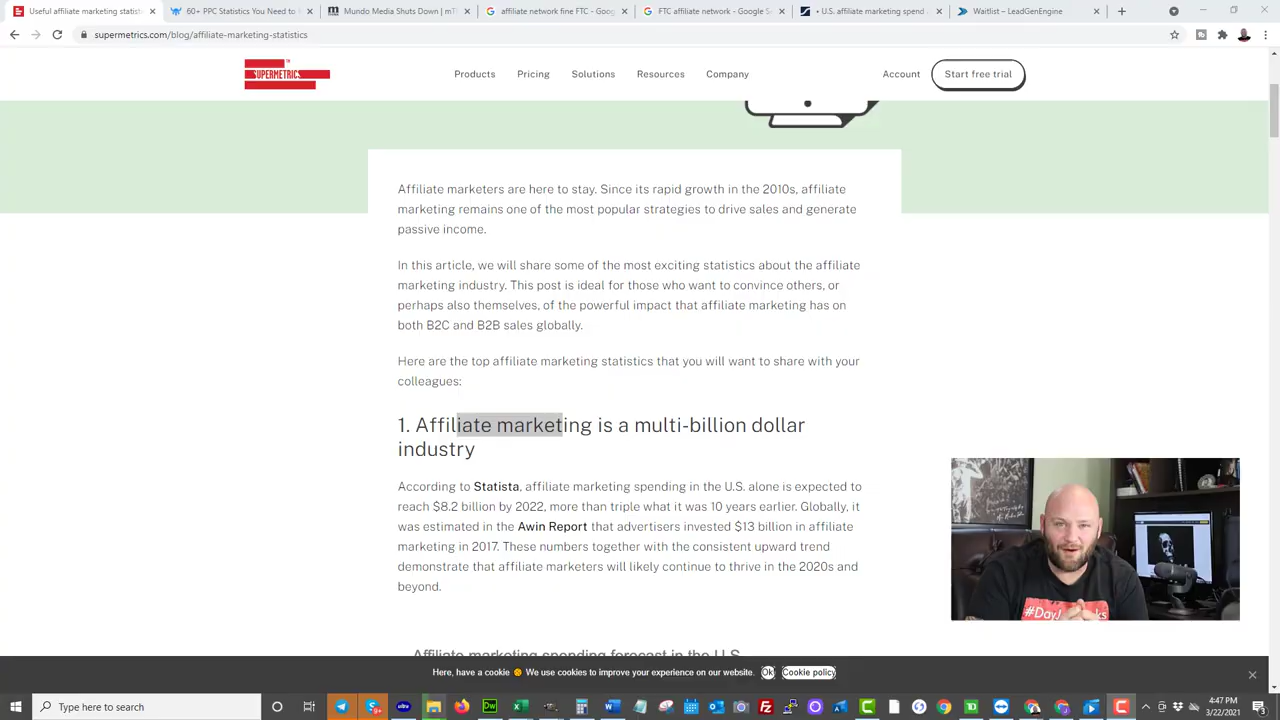 Useful affiliate marketing statisti
60+ PPC Statistics You Need to
Mundo Media Shuts Down | mT
affiliate network fine FTC - Goog
FTC affiliate network - Google Se
• U.S. affiliate marketing spend
Waitlist – LeadGenEngine
supermetrics.com/blog/affiliate-marketing-statistics
SUPERMETRICS
Products
Pricing
Solutions
Resources
Company
Account
Start free trial
Affiliate marketers are here to stay. Since its rapid growth in the 2010s, affiliate
marketing remains one of the most popular strategies to drive sales and generate
passive income.
In this article, we will share some of the most exciting statistics about the affiliate
marketing industry. This post is ideal for those who want to convince others, or
perhaps also themselves, of the powerful impact that affiliate marketing has on
both B2C and B2B sales globally.
Here are the top affiliate marketing statistics that you will want to share with your
colleagues:
1. Affiliate marketing is a multi-billion dollar
industry
According to Statista, affiliate marketing spending in the U.S. alone is expected to
reach $8.2 billion by 2022, more than triple what it was 10 years earlier. Globally, it
was estimated in the Awin Report that advertisers invested $13 billion in affiliate
marketing in 2017. These numbers together with the consistent upward trend
demonstrate that affiliate marketers will likely continue to thrive in the 2020s and
beyond.
Affiliate marketing spending forecast in the U.S.
Here, have a cookie 🍪 We use cookies to improve your experience on our website.
Ok
Cookie policy
Type here to search
4:47 PM
3/22/2021